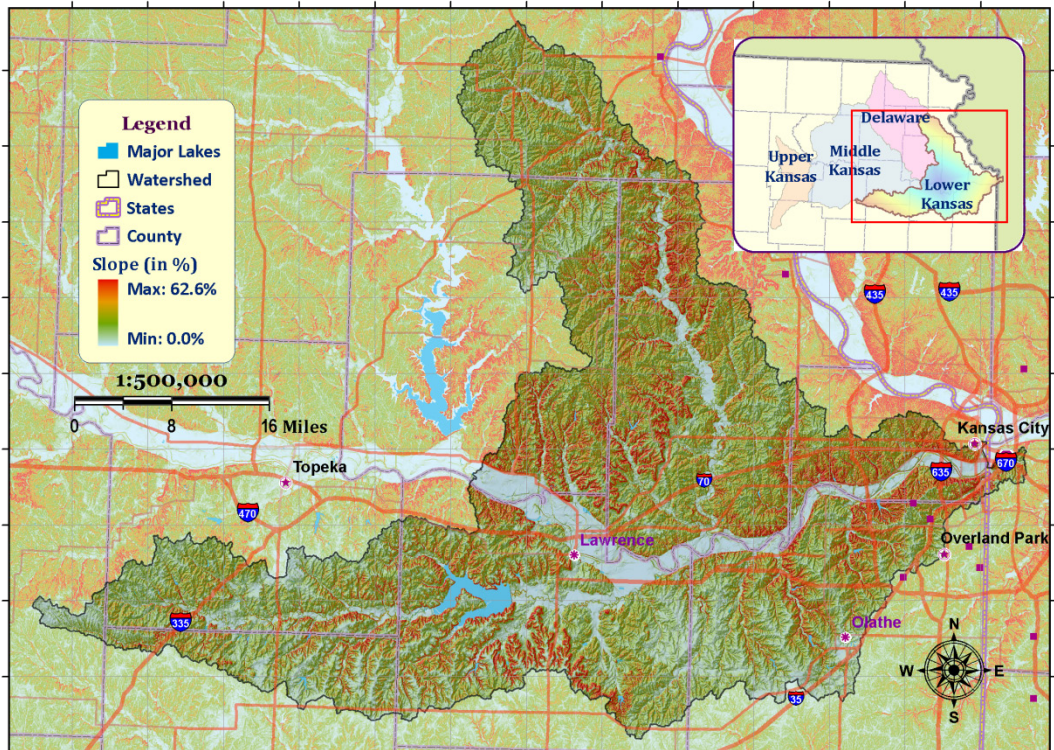 Legend
Major Lakes
Watershed
States
County
Slope (in %)
Max: 62.6%
Min: 0.0%
1:500,000
0 8 16 Miles
Delaware
Upper
Kansas
Middle
Kansas
Lower
Kansas
435
435
Kansas City
Topeka
635
670
70
470
Lawrence
Overland Park
335
Olathe
35
N
W E
S